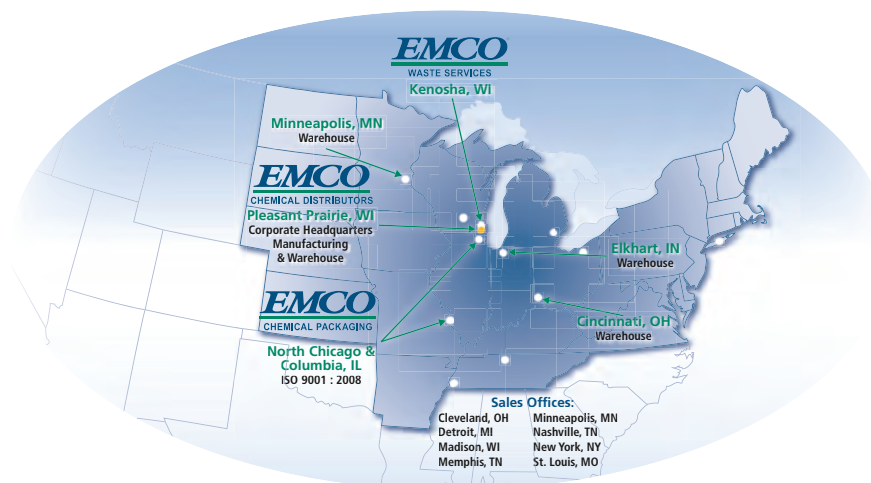 EMCO
WASTE SERVICES
Kenosha, WI
Minneapolis, MN
Warehouse
EMCO
CHEMICAL DISTRIBUTORS
Pleasant Prairie, WI
Corporate Headquarters
Manufacturing
& Warehouse
Elkhart, IN
Warehouse
EMCO
CHEMICAL PACKAGING
North Chicago &
Columbia, IL
ISO 9001 : 2008
Cincinnati, OH
Warehouse
Sales Offices:
Cleveland, OH
Detroit, MI
Madison, WI
Memphis, TN
Minneapolis, MN
Nashville, TN
New York, NY
St. Louis, MO